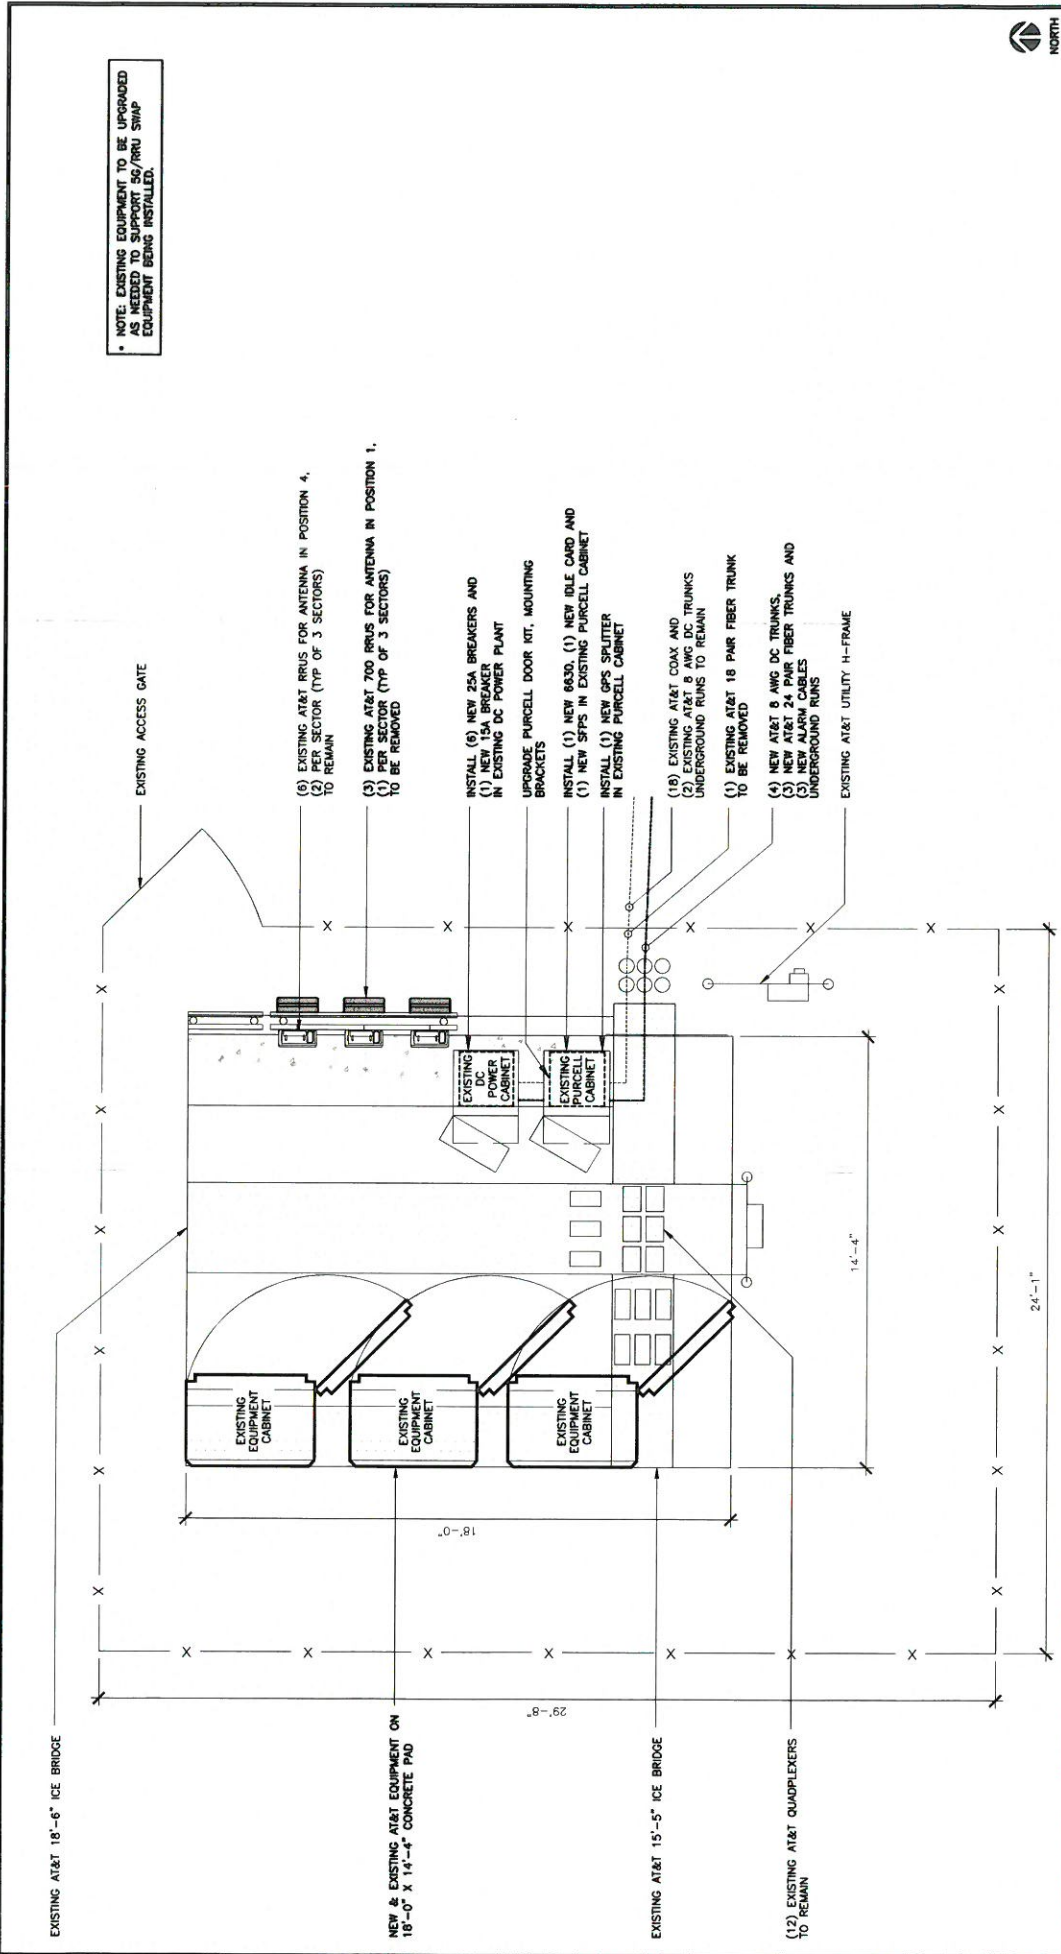 • NOTE: EXISTING EQUIPMENT TO BE UPGRADED
AS NEEDED TO SUPPORT 5G/RRU SWAP
EQUIPMENT BEING INSTALLED.
EXISTING AT&T 18'-6" ICE BRIDGE
NEW & EXISTING AT&T EQUIPMENT ON
18'-0" X 14'-4" CONCRETE PAD
EXISTING AT&T 15'-5" ICE BRIDGE
(12) EXISTING AT&T QUADPLEXERS
TO REMAIN
EXISTING ACCESS GATE
(6) EXISTING AT&T RRUS FOR ANTENNA IN POSITION 4,
(2) PER SECTOR (TYP OF 3 SECTORS)
TO REMAIN
(3) EXISTING AT&T 700 RRUS FOR ANTENNA IN POSITION 1,
(1) PER SECTOR (TYP OF 3 SECTORS)
TO BE REMOVED
INSTALL (6) NEW 25A BREAKERS AND
(1) NEW 15A BREAKER
IN EXISTING DC POWER PLANT
UPGRADE PURCELL DOOR KIT, MOUNTING
BRACKETS
INSTALL (1) NEW 6630, (1) NEW IDLE CARD AND
(1) NEW SFPS IN EXISTING PURCELL CABINET
INSTALL (1) NEW GPS SPLITTER
IN EXISTING PURCELL CABINET
(18) EXISTING AT&T COAX AND
(2) EXISTING AT&T 8 AWG DC TRUNKS
UNDERGROUND RUNS TO REMAIN
(1) EXISTING AT&T 18 PAIR FIBER TRUNK
TO BE REMOVED
(4) NEW AT&T 8 AWG DC TRUNKS,
(3) NEW AT&T 24 PAIR FIBER TRUNKS AND
(3) NEW ALARM CABLES
UNDERGROUND RUNS
EXISTING AT&T UTILITY H-FRAME
EXISTING
EQUIPMENT
CABINET
EXISTING
EQUIPMENT
CABINET
EXISTING
EQUIPMENT
CABINET
EXISTING
DC
POWER
CABINET
EXISTING
PURCELL
CABINET
18'-0"
29'-8"
14'-4"
24'-1"
X X X X X X
X X X X X X X
X X X X X X
X X X X X X
NORTH